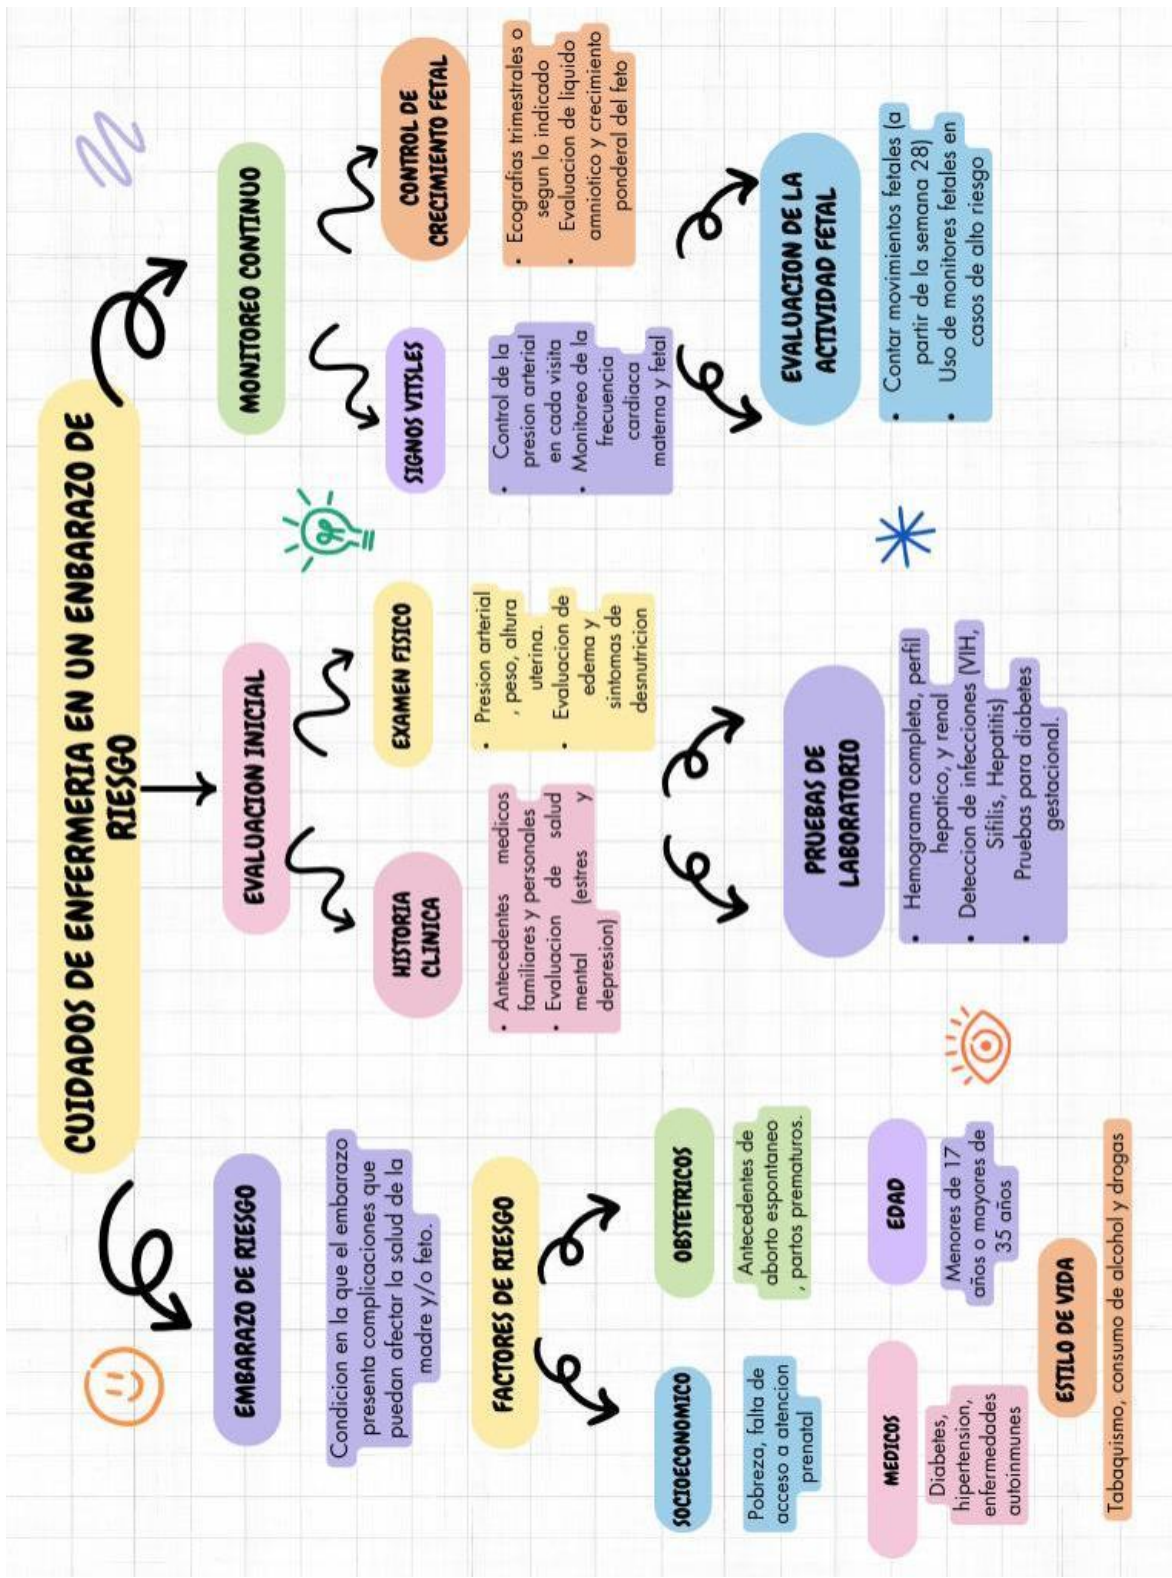 CUIDADOS DE ENFERMERIA EN UN ENBARAZO DE
RIESGO
EMBARAZO DE RIESGO
Condicion en la que el embarazo
presenta complicaciones que
puedan afectar la salud de la
madre y/o feto.
FACTORES DE RIESGO
SOCIOECONOMICO
Pobreza, falta de
acceso a atencion
prenatal
OBSTETRICOS
Antecedentes de
aborto espontaneo
, partos prematuros.
MEDICOS
Diabetes,
hipertension,
enfermedades
autoinmunes
EDAD
Menores de 17
años o mayores de
35 años
ESTILO DE VIDA
Tabaquismo, consumo de alcohol y drogas
EVALUACION INICIAL
HISTORIA
CLINICA
• Antecedentes medicos
familiares y personales
• Evaluacion de salud
mental (estres y
depresion)
EXAMEN FISICO
• Presion arterial
, peso, altura
uterina.
• Evaluacion de
edema y
sintomas de
desnutricion
PRUEBAS DE
LABORATORIO
• Hemograma completa, perfil
hepatico, y renal
• Deteccion de infecciones (VIH,
Sifilis, Hepatitis)
• Pruebas para diabetes
gestacional.
MONITOREO CONTINUO
SIGNOS VITSLES
• Control de la
presion arterial
en cada visita
• Monitoreo de la
frecuencia
cardiaca
materna y fetal
CONTROL DE
CRECIMIENTO FETAL
• Ecografias trimestrales o
segun lo indicado
• Evaluacion de liquido
amniotico y crecimiento
ponderal del feto
EVALUACION DE LA
ACTIVIDAD FETAL
• Contar movimientos fetales (a
partir de la semana 28)
• Uso de monitores fetales en
casos de alto riesgo